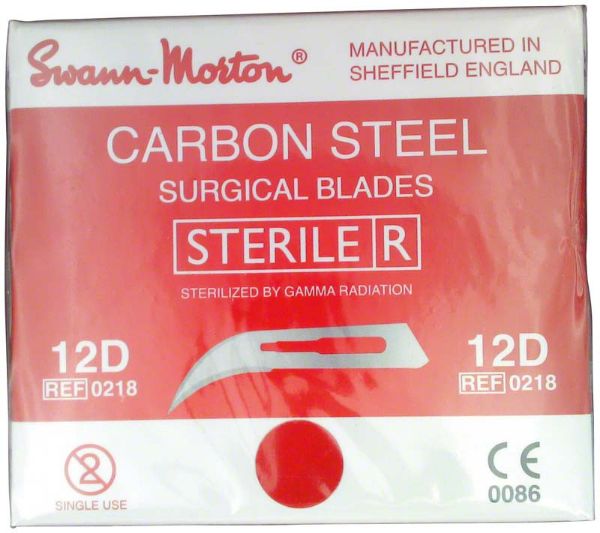 Swann-Morton®
MANUFACTURED IN
SHEFFIELD ENGLAND
CARBON STEEL
SURGICAL BLADES
STERILE R
STERILIZED BY GAMMA RADIATION
12D
REF 0218
12D
REF 0218
2
SINGLE USE
CE
0086